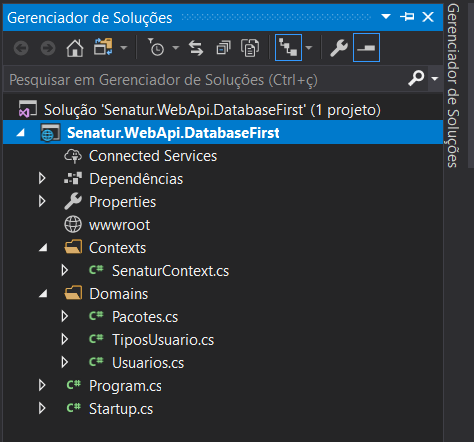 Gerenciador de Soluções
Pesquisar em Gerenciador de Soluções (Ctrl+ç)
Solução 'Senatur.WebApi.DatabaseFirst' (1 projeto)
Senatur.WebApi.DatabaseFirst
Connected Services
Dependências
Properties
wwwroot
Contexts
C# SenaturContext.cs
Domains
C# Pacotes.cs
C# TiposUsuario.cs
C# Usuarios.cs
C# Program.cs
C# Startup.cs
Gerenciador de Soluções